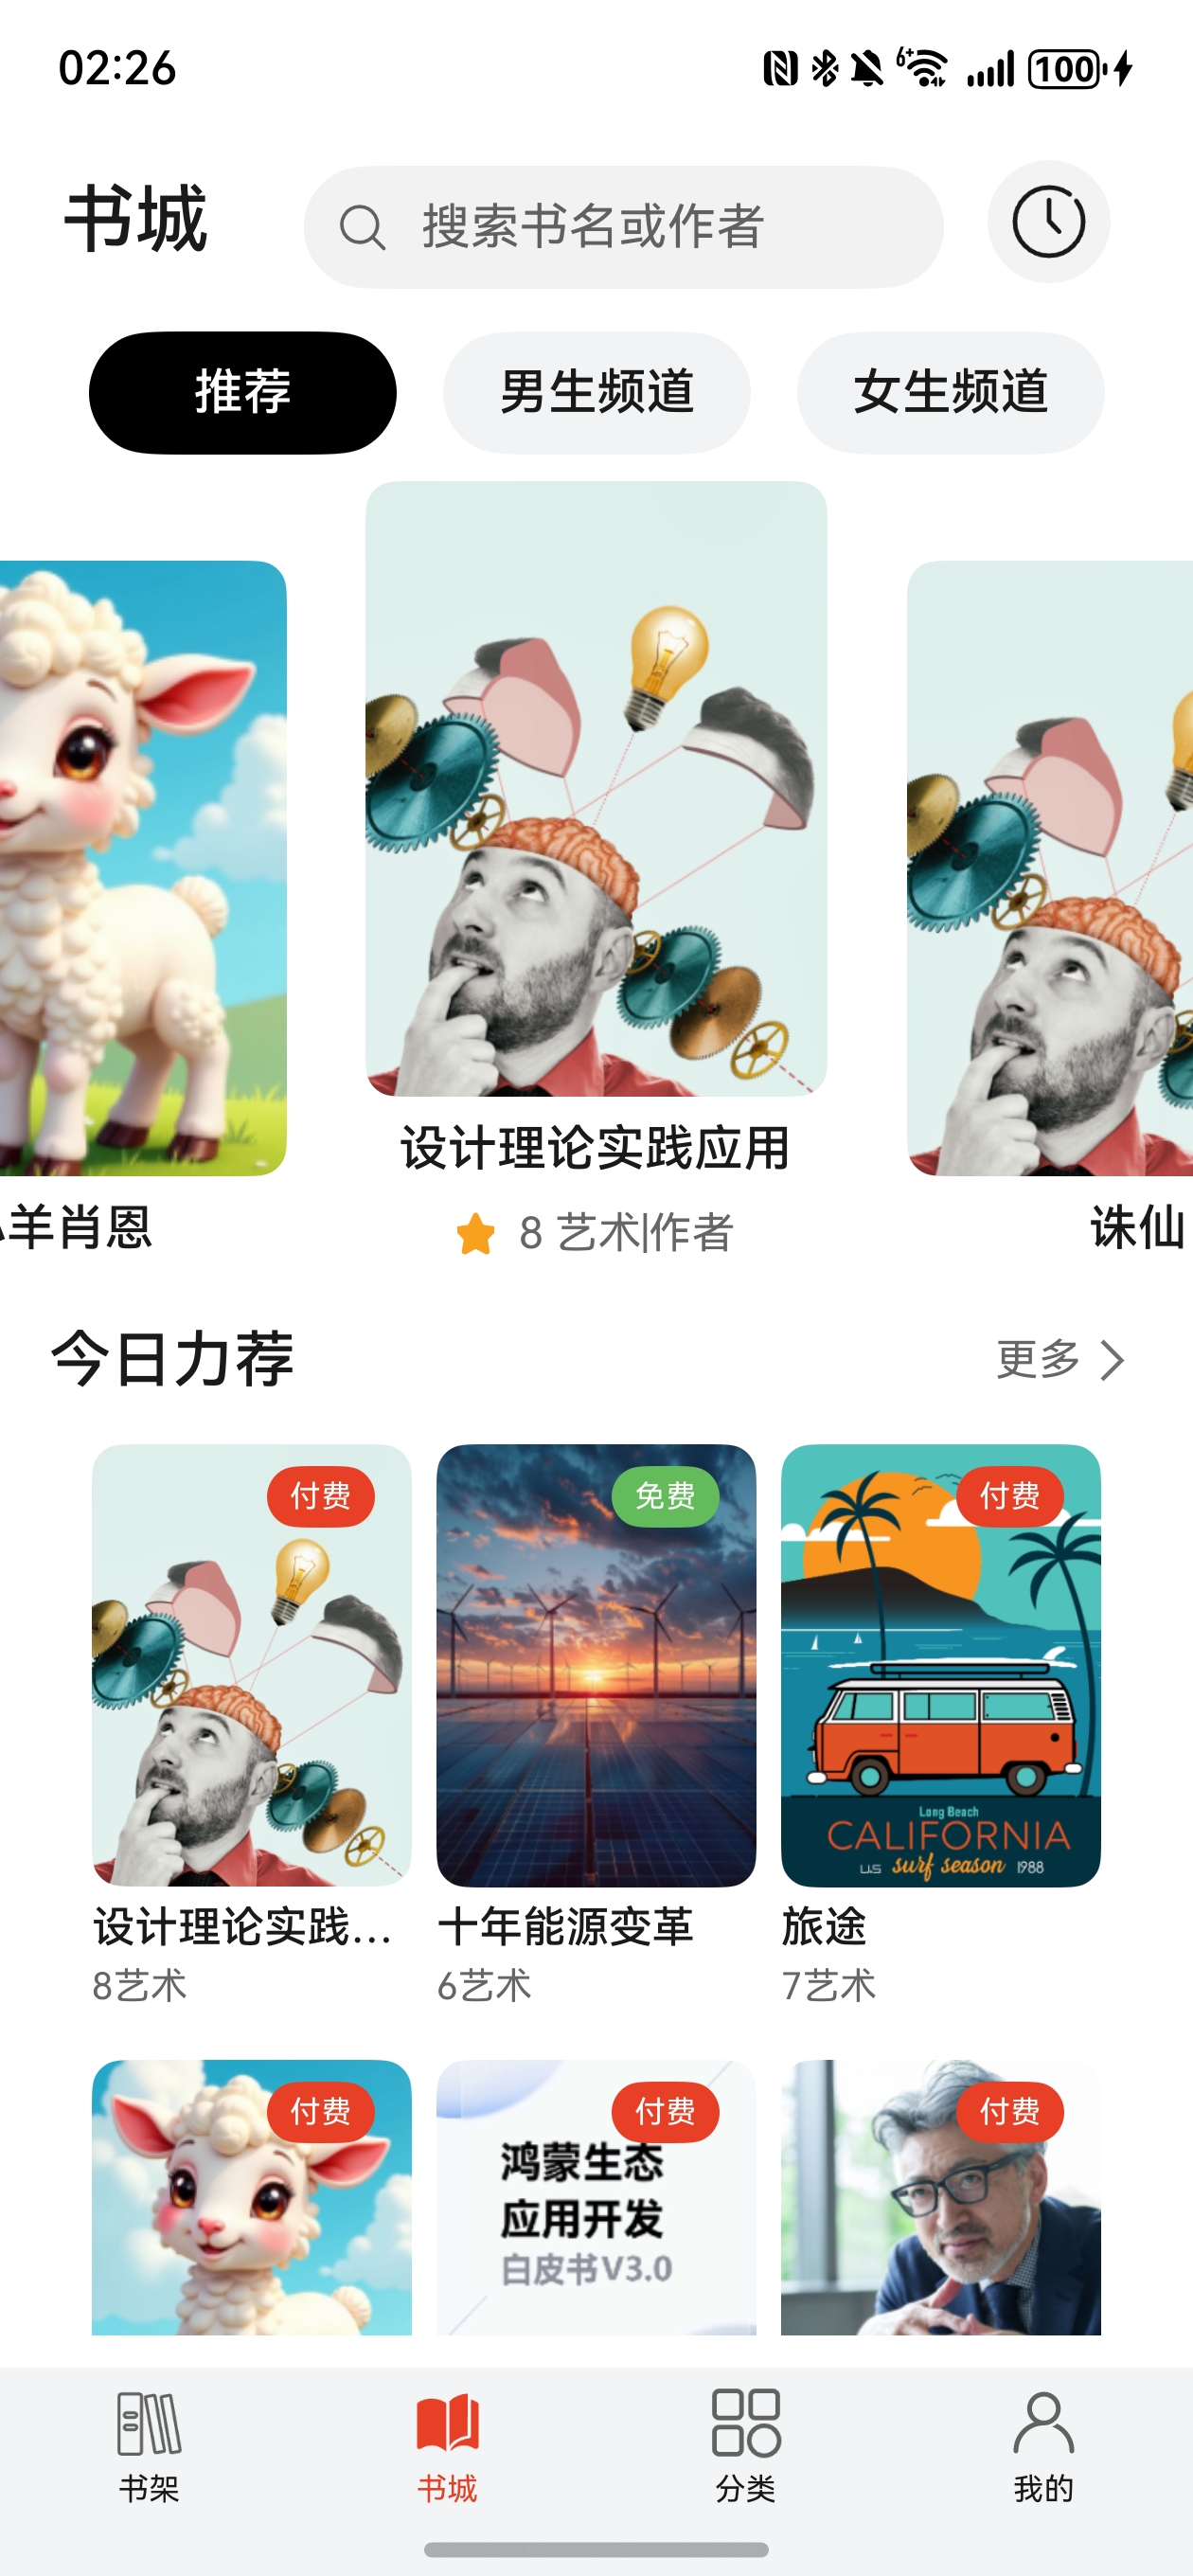 02:26
6+
100
书城
搜索书名或作者
推荐
男生频道
女生频道
羊肖恩
设计理论实践应用
8 艺术|作者
诛仙
今日力荐
更多
付费
免费
付费
Long Beach
CALIFORNIA
U.S surf season 1988
设计理论实践...
十年能源变革
旅途
8艺术
6艺术
7艺术
付费
付费
付费
鸿蒙生态
应用开发
白皮书V3.0
书架
书城
分类
我的